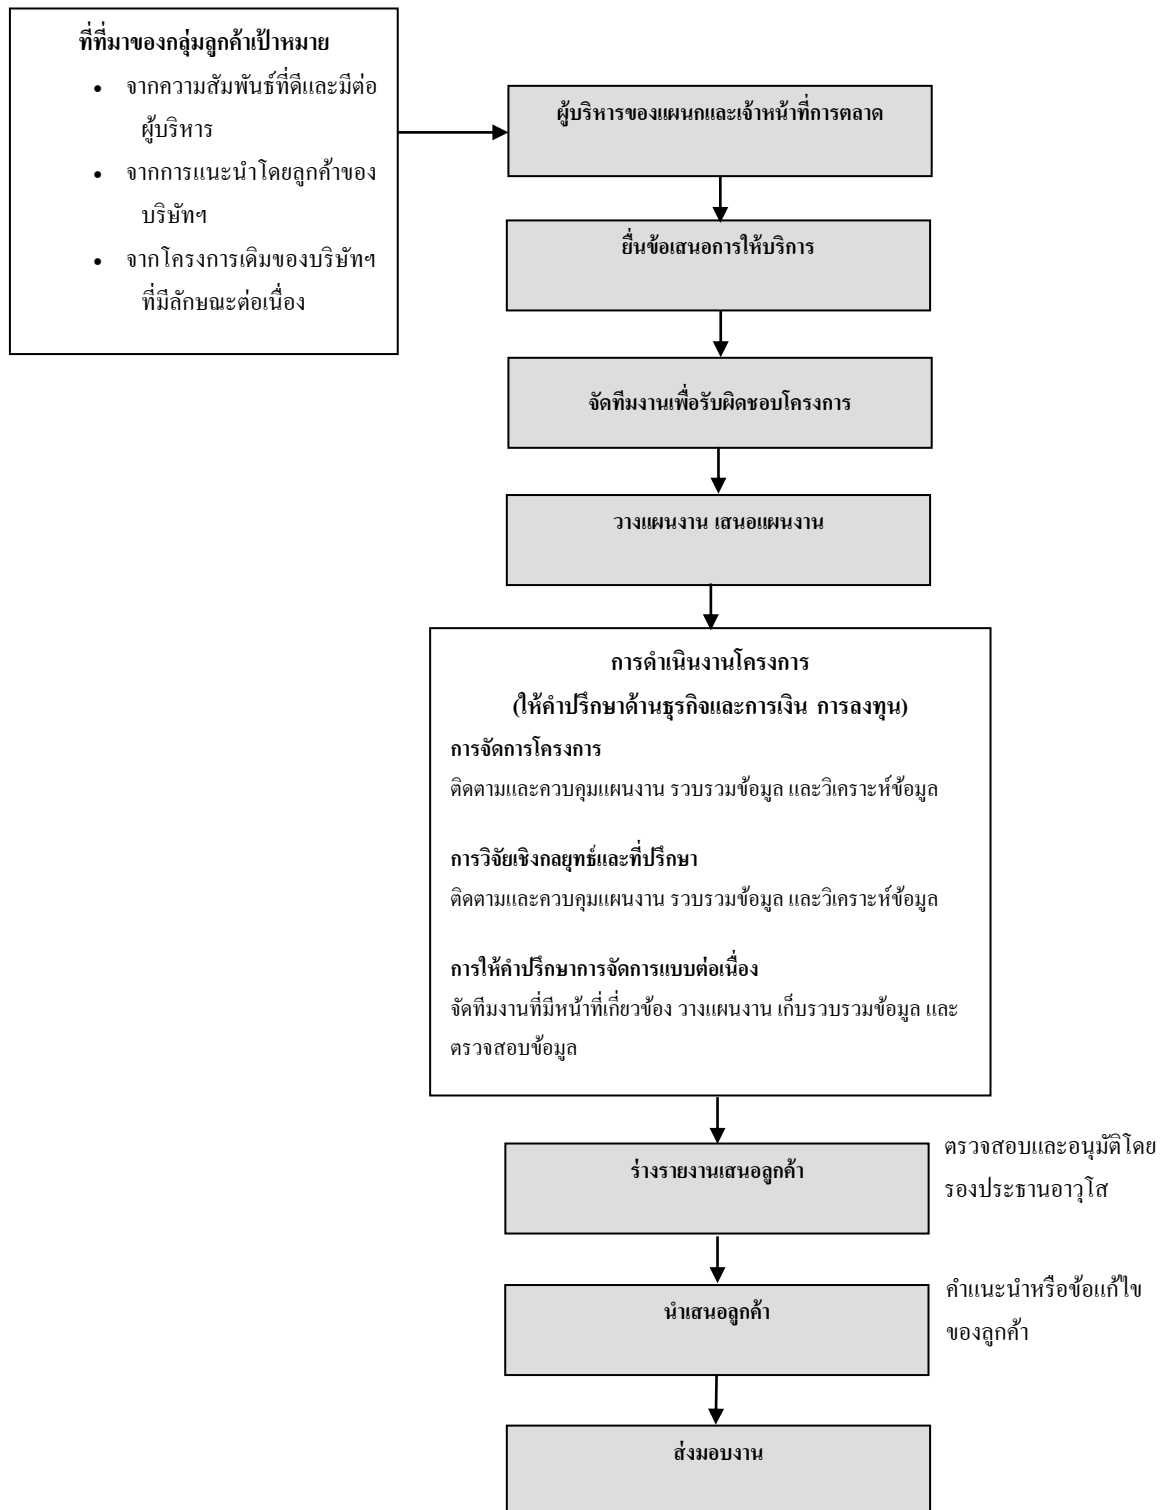 ที่ที่มาของกลุ่มลูกค้าเป้าหมาย
• จากความสัมพันธ์ที่ดีและมีต่อ
ผู้บริหาร
• จากการแนะนำโดยลูกค้าของ
บริษัทฯ
• จากโครงการเดิมของบริษัทฯ
ที่มีลักษณะต่อเนื่อง
ผู้บริหารของแผนกและเจ้าหน้าที่การตลาด
ยื่นข้อเสนอการให้บริการ
จัดทีมงานเพื่อรับผิดชอบโครงการ
วางแผนงาน เสนอแผนงาน
การดำเนินงานโครงการ
(ให้คำปรึกษาด้านธุรกิจและการเงิน การลงทุน)
การจัดการโครงการ
ติดตามและควบคุมแผนงาน รวบรวมข้อมูล และวิเคราะห์ข้อมูล
การวิจัยเชิงกลยุทธ์และที่ปรึกษา
ติดตามและควบคุมแผนงาน รวบรวมข้อมูล และวิเคราะห์ข้อมูล
การให้คำปรึกษาการจัดการแบบต่อเนื่อง
จัดทีมงานที่มีหน้าที่เกี่ยวข้อง วางแผนงาน เก็บรวบรวมข้อมูล และ
ตรวจสอบข้อมูล
ร่างรายงานเสนอลูกค้า
ตรวจสอบและอนุมัติโดย
รองประธานอาวุโส
นำเสนอลูกค้า
คำแนะนำหรือข้อแก้ไข
ของลูกค้า
ส่งมอบงาน